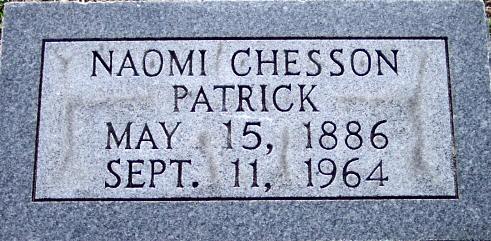 NAOMI CHESSON
PATRICK
MAY 15, 1886
SEPT. 11, 1964